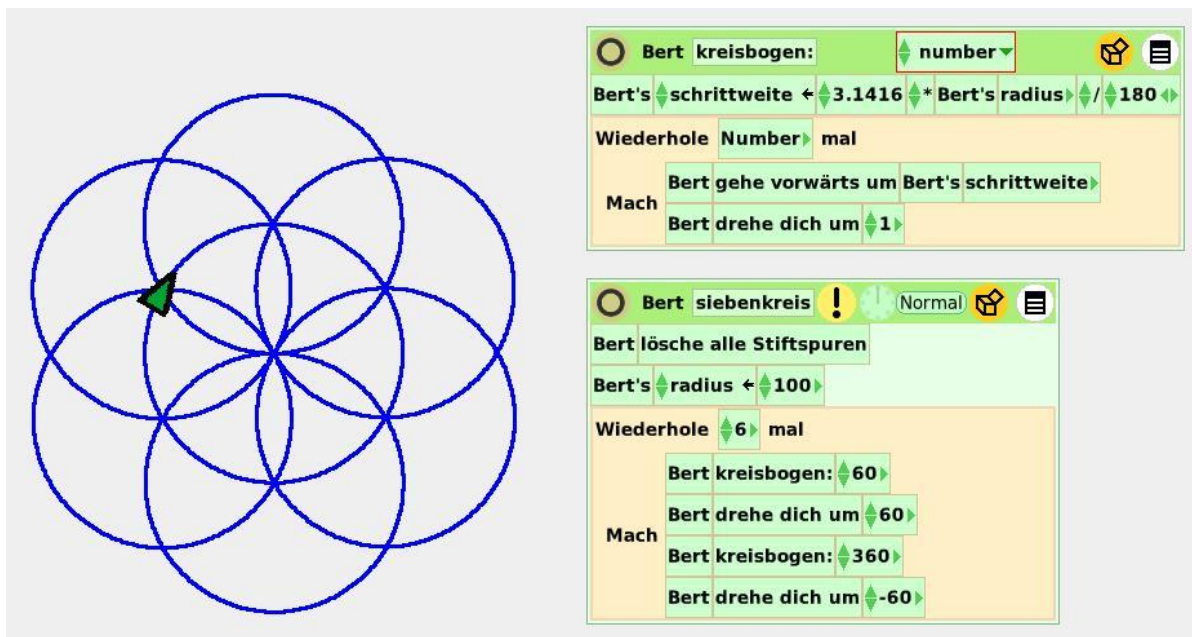 Bert kreisbogen: number
Bert's schrittweite ← 3.1416 * Bert's radius / 180
Wiederhole Number mal
Mach
Bert gehe vorwärts um Bert's schrittweite
Bert drehe dich um 1
Bert siebenkreis ! Normal
Bert lösche alle Stiftspuren
Bert's radius ← 100
Wiederhole 6 mal
Mach
Bert kreisbogen: 60
Bert drehe dich um 60
Bert kreisbogen: 360
Bert drehe dich um -60